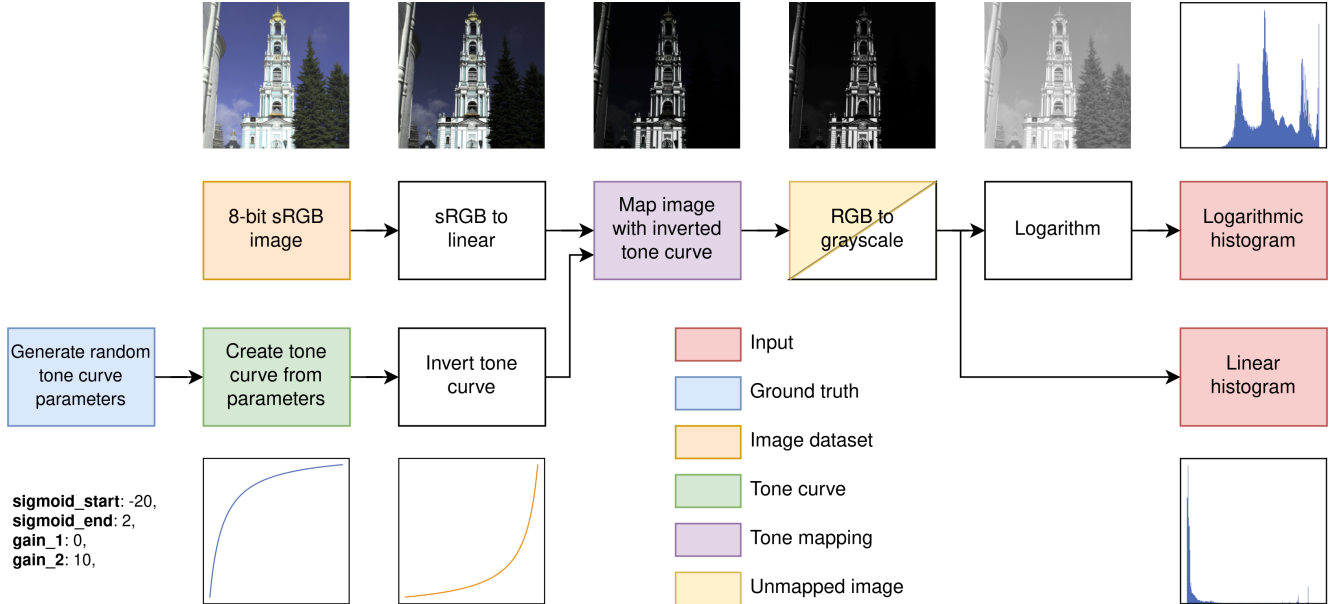 8-bit sRGB
image
sRGB to
linear
Map image
with inverted
tone curve
RGB to
grayscale
Logarithm
Logarithmic
histogram
Generate random
tone curve
parameters
Create tone
curve from
parameters
Invert tone
curve
Linear
histogram
Input
Ground truth
Image dataset
Tone curve
Tone mapping
Unmapped image
sigmoid_start: -20,
sigmoid_end: 2,
gain_1: 0,
gain_2: 10,